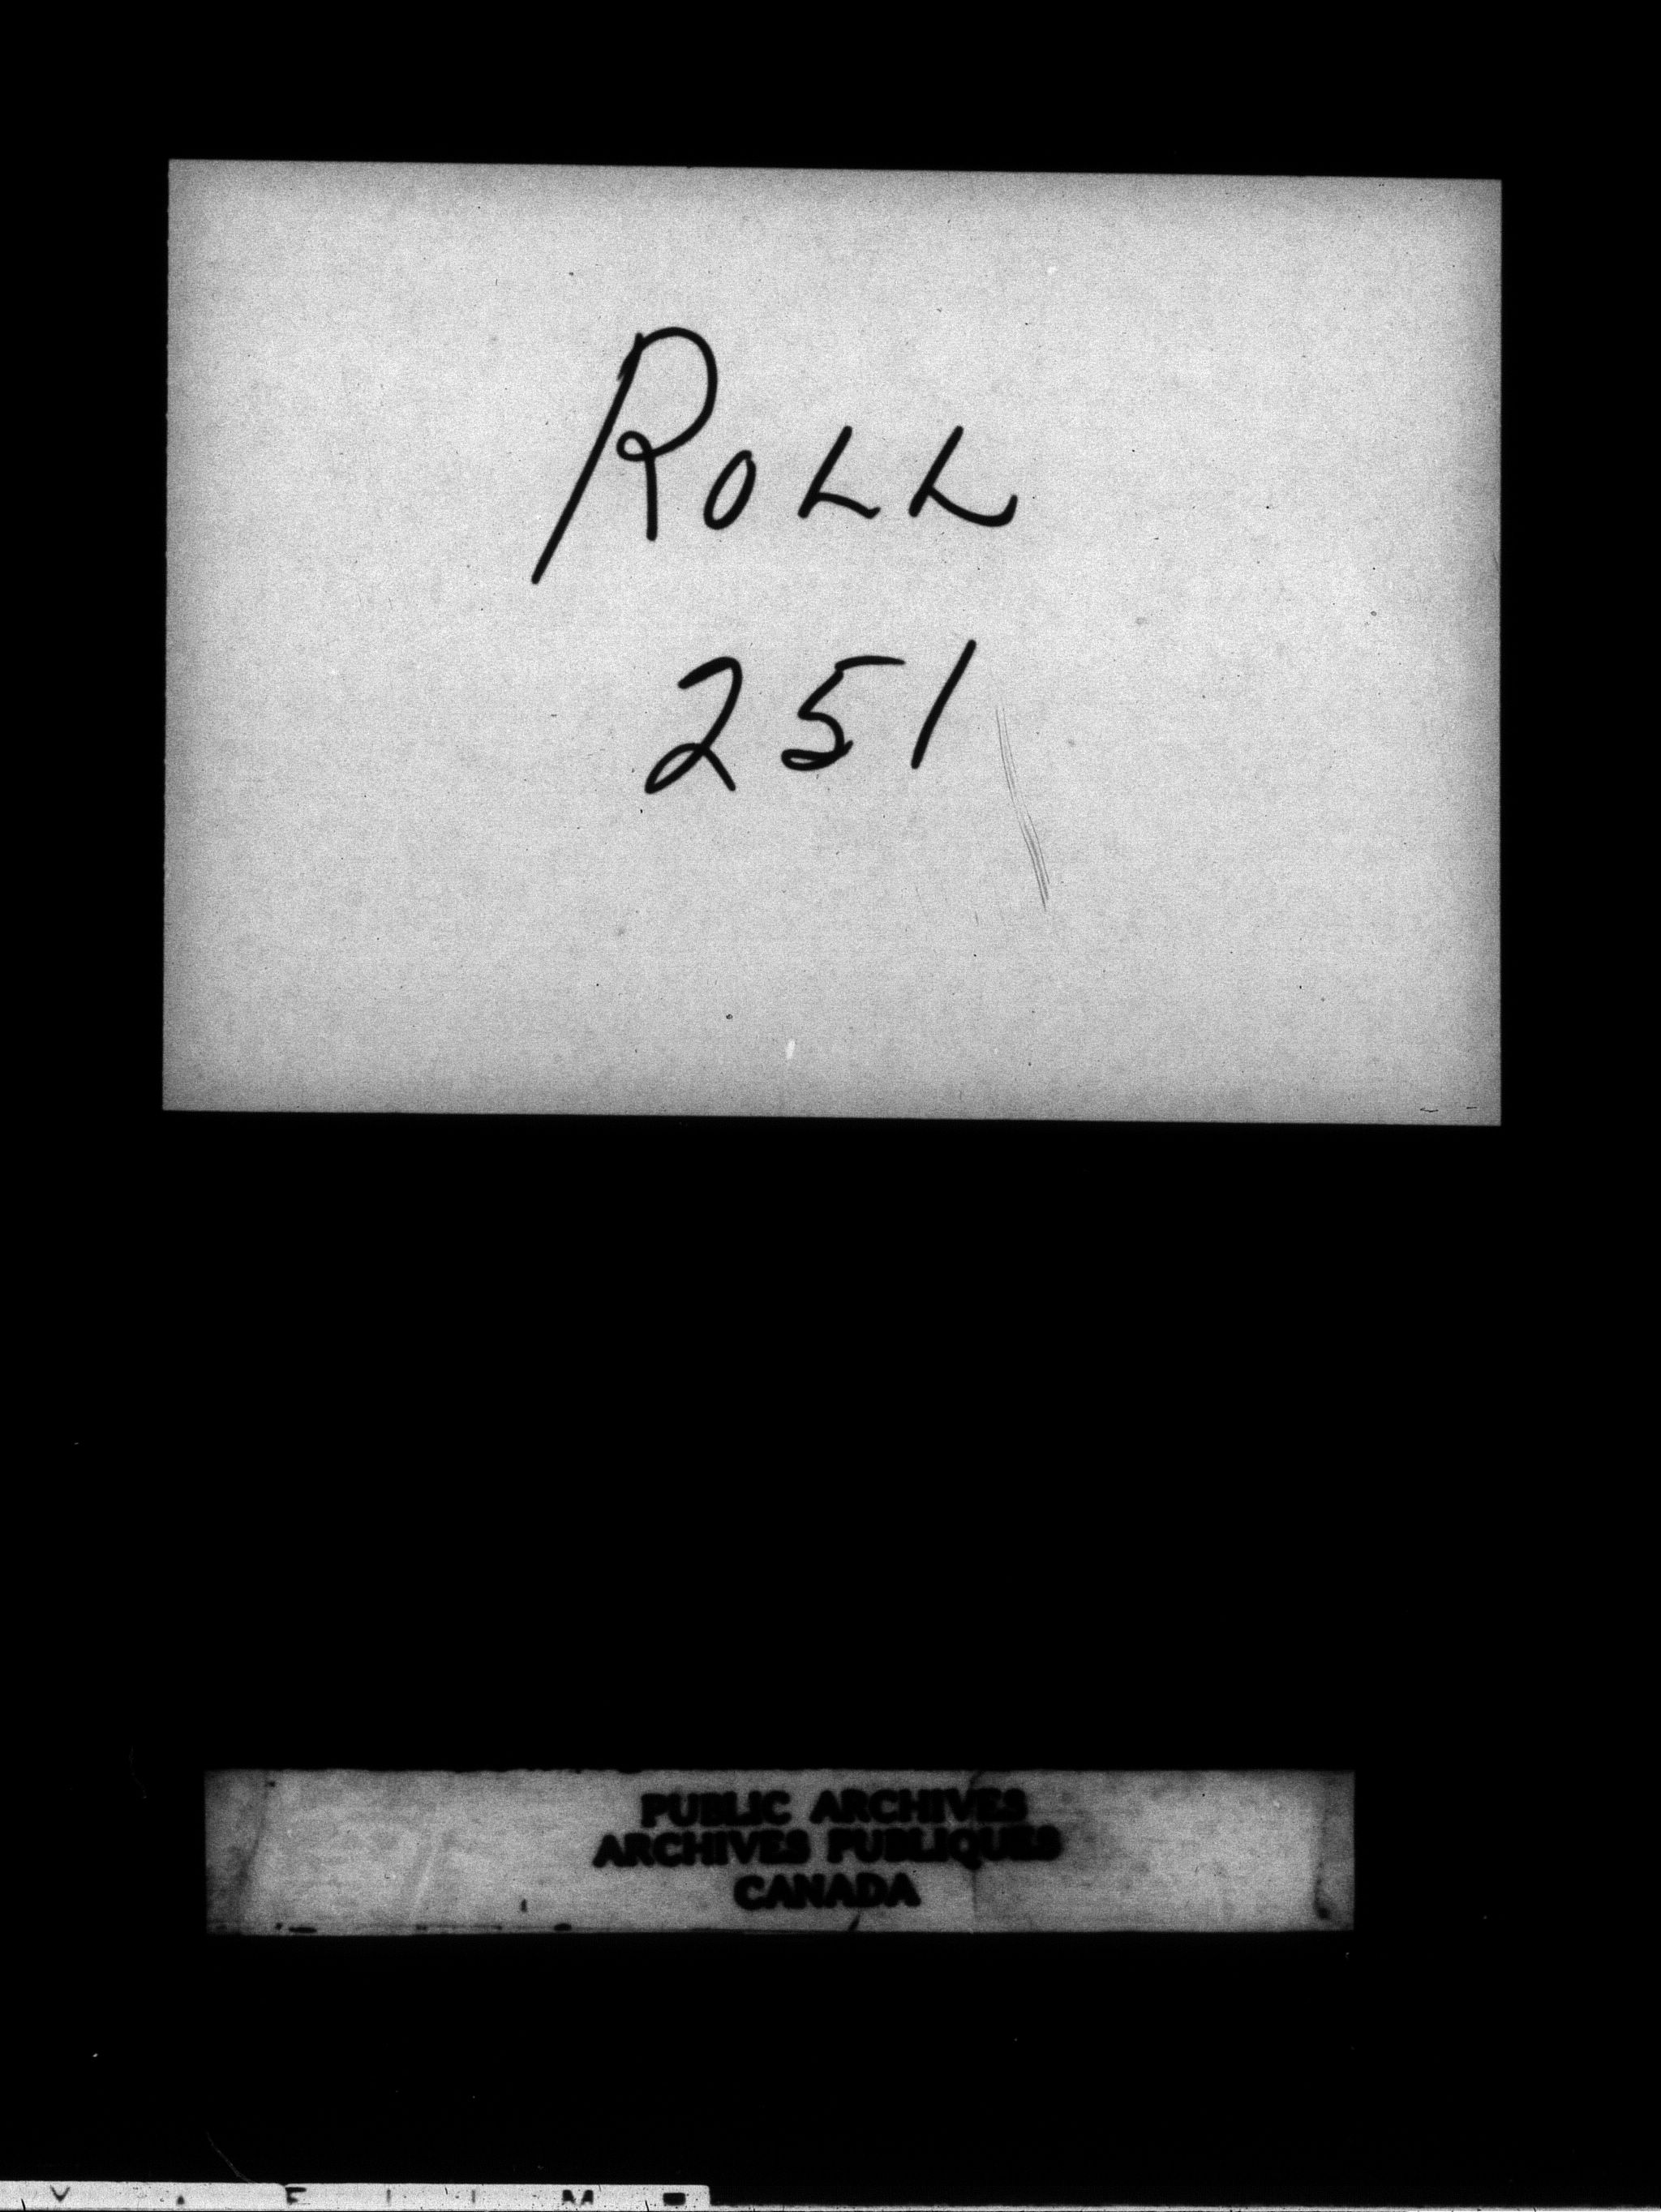 ROLL
251
PUBLIC ARCHIVES
ARCHIVES PUBLIQUES
CANADA